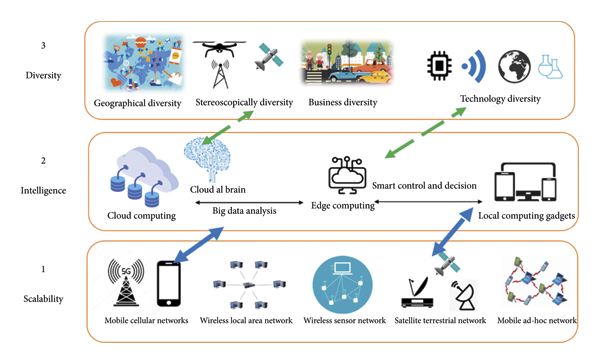 3
Diversity
Geographical diversity
Stereoscopically diversity
Business diversity
Technology diversity
2
Intelligence
Cloud al brain
Cloud computing
Big data analysis
Edge computing
Smart control and decision
Local computing gadgets
1
Scalability
5G
Mobile cellular networks
Wireless local area network
Wireless sensor network
Satellite terrestrial network
Mobile ad-hoc network